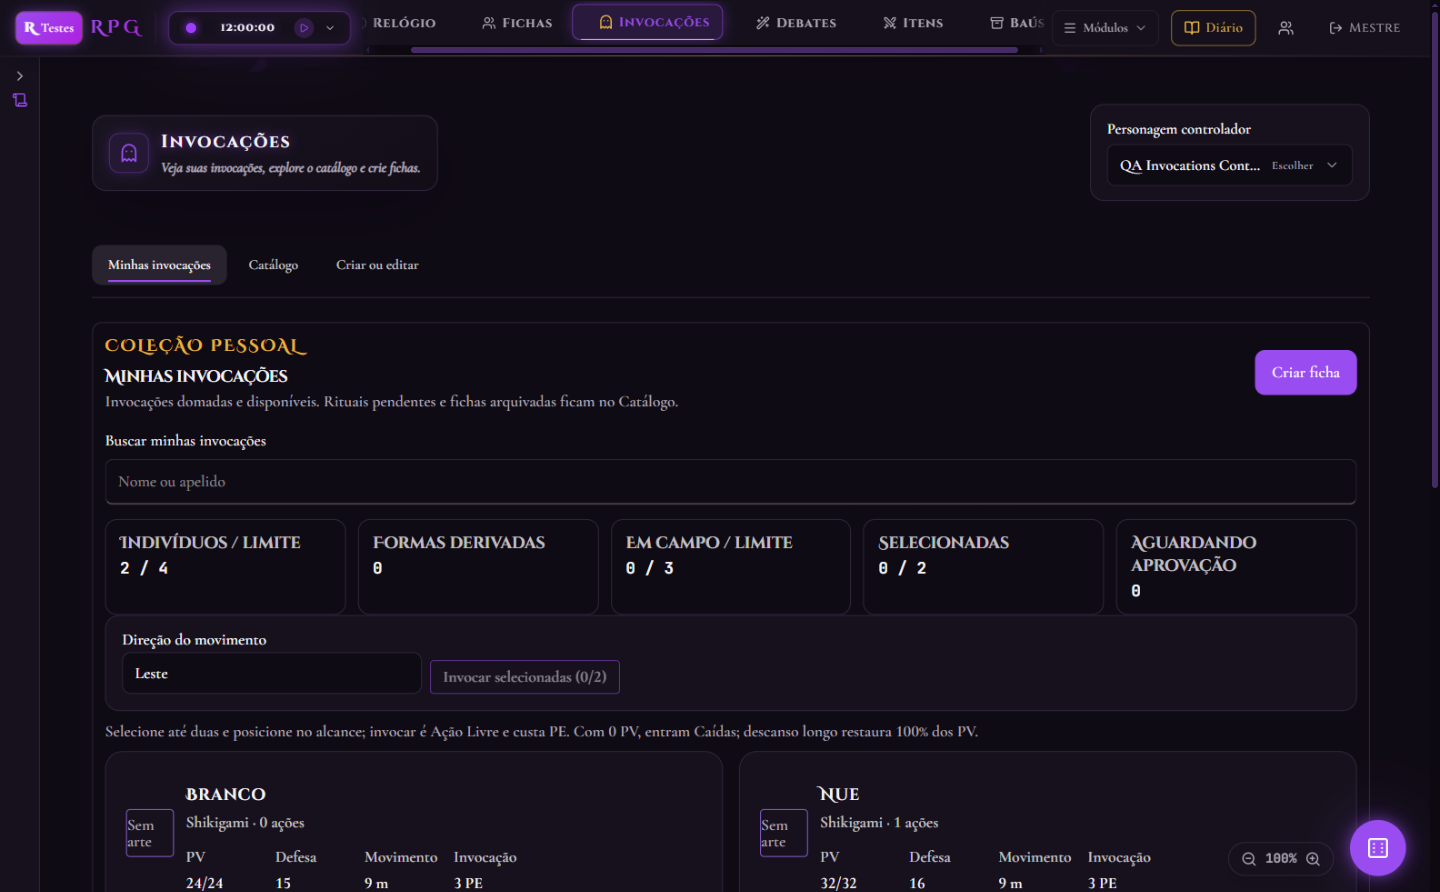 R Testes
RPG
12:00:00
Relógio
Fichas
Invocações
Debates
Itens
Baús
Módulos
Diário
Mestre
Invocações
Veja suas invocações, explore o catálogo e crie fichas.
Personagem controlador
QA Invocations Cont...
Escolher
Minhas invocações
Catálogo
Criar ou editar
Coleção pessoal
Minhas invocações
Invocações domadas e disponíveis. Rituais pendentes e fichas arquivadas ficam no Catálogo.
Criar ficha
Buscar minhas invocações
Nome ou apelido
Indivíduos / limite
2 / 4
Formas derivadas
0
Em campo / limite
0 / 3
Selecionadas
0 / 2
Aguardando
aprovação
0
Direção do movimento
Leste
Invocar selecionadas (0/2)
Selecione até duas e posicione no alcance; invocar é Ação Livre e custa PE. Com 0 PV, entram Caídas; descanso longo restaura 100% dos PV.
Branco
Shikigami · 0 ações
Sem
arte
PV Defesa Movimento Invocação
24/24 15 9 m 3 PE
Nue
Shikigami · 1 ações
Sem
arte
PV Defesa Movimento Invocação
32/32 16 9 m 3 PE
100%